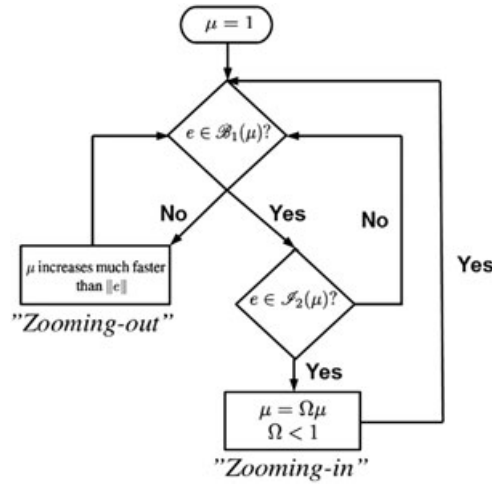 μ = 1
e ∈ ℬ₁(μ)?
No
Yes
No
Yes
μ increases much faster
than ‖e‖
"Zooming-out"
e ∈ ℐ₂(μ)?
Yes
μ = Ωμ
Ω < 1
"Zooming-in"